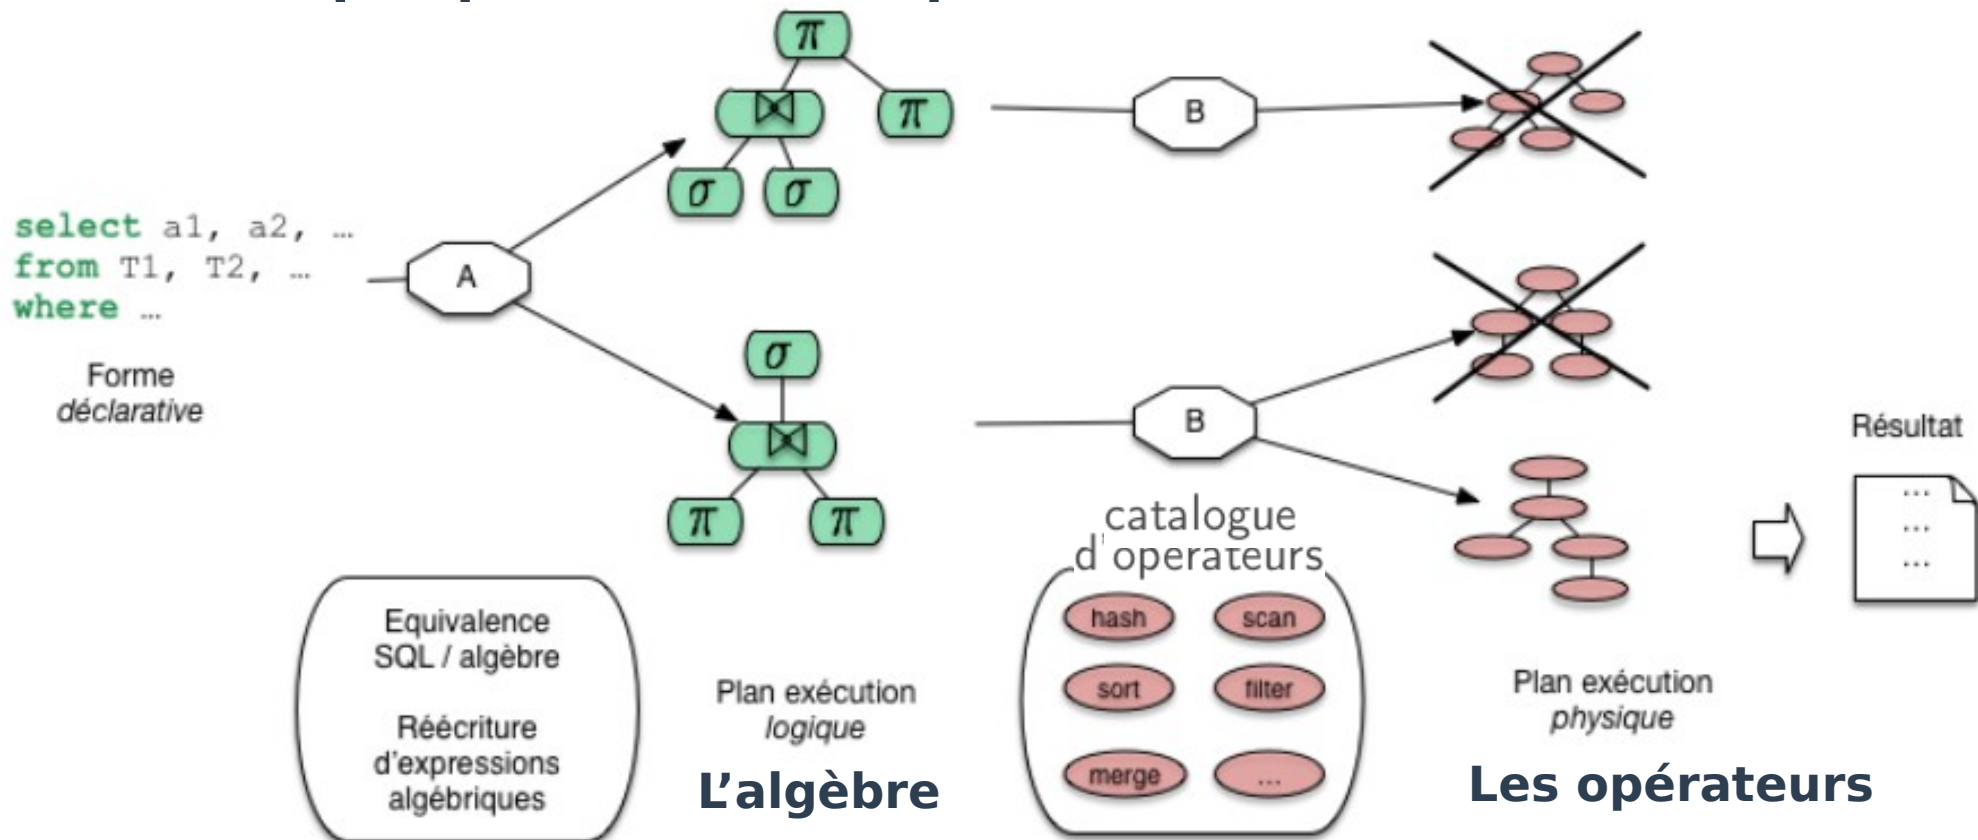 select a1, a2, …
from T1, T2, …
where …
Forme
déclarative
A
π
⋈
π
σ
σ
σ
⋈
π
π
B
B
Equivalence
SQL / algèbre
Réécriture
d'expressions
algébriques
Plan exécution
logique
L’algèbre
catalogue
d'operateurs
hash
scan
sort
filter
merge
...
Plan exécution
physique
Les opérateurs
Résultat
...
...
...